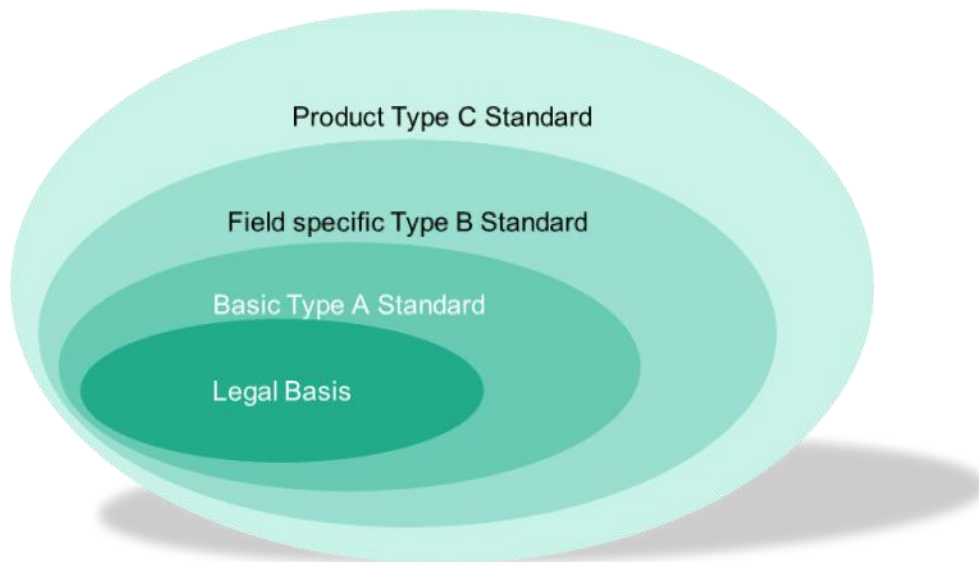 Product Type C Standard
Field specific Type B Standard
Basic Type A Standard
Legal Basis